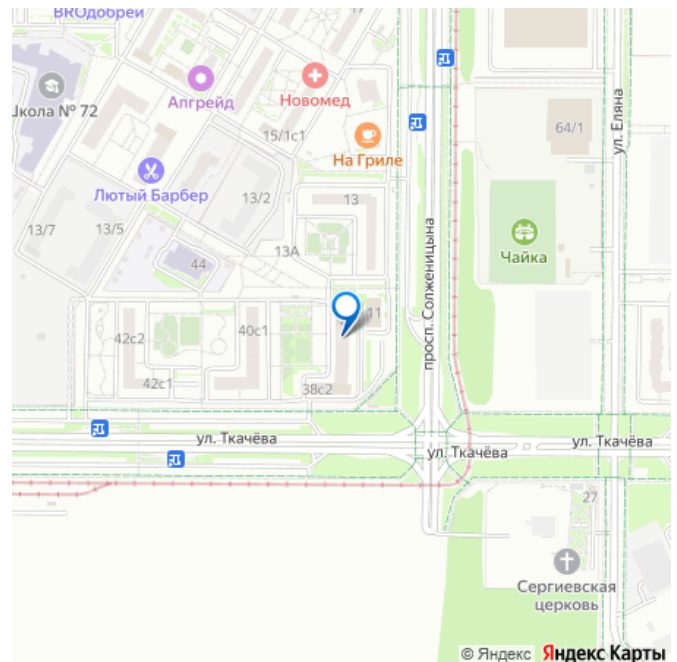 BROдобрей
17
Школа № 72
Апгрейд
Новомед
15/1с1
На Гриле
64/1
ул. Еляна
Лютый Барбер
13/7
13/5
13/2
13
13А
44
Чайка
просп. Солженицына
11
42с2
40с1
42с1
38с2
ул. Ткачёва
ул. Ткачёва
ул. Ткачёва
27
Сергиевская
церковь
© Яндекс Яндекс Карты